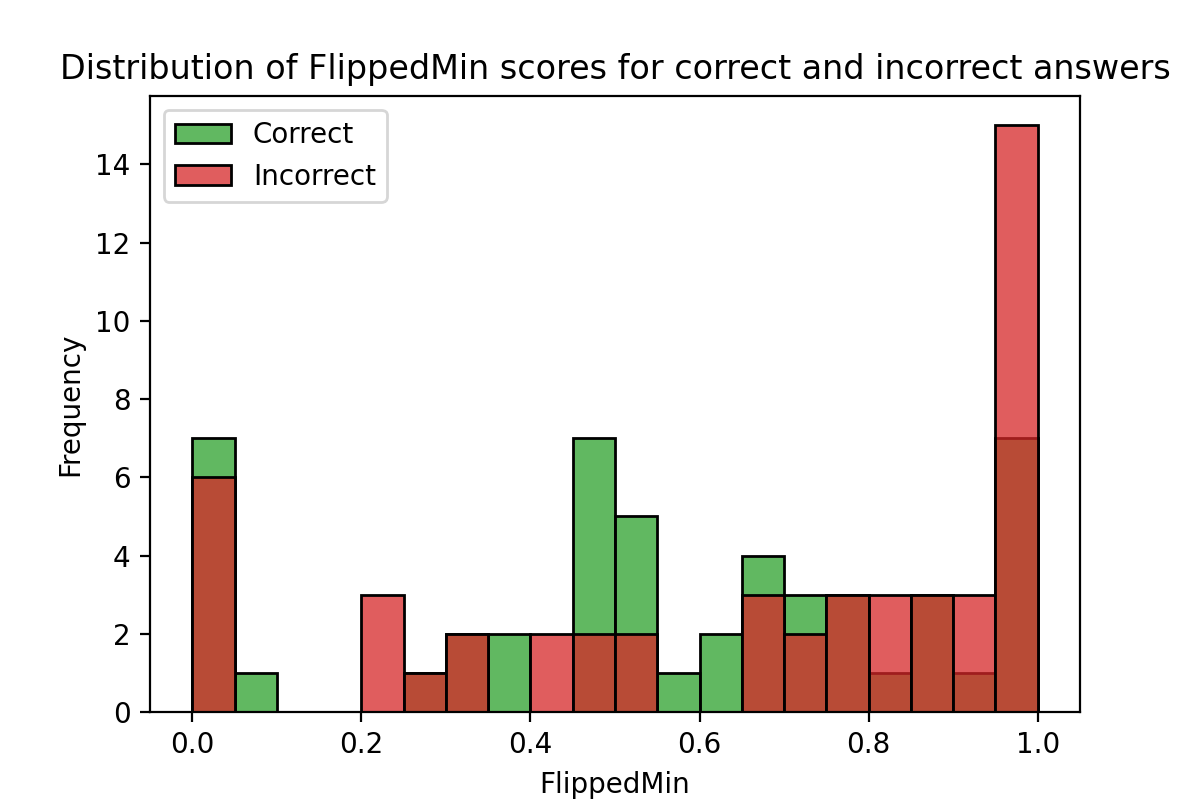 Distribution of FlippedMin scores for correct and incorrect answers
Correct
Incorrect
Frequency
14
12
10
8
6
4
2
0
0.0 0.2 0.4 0.6 0.8 1.0
FlippedMin